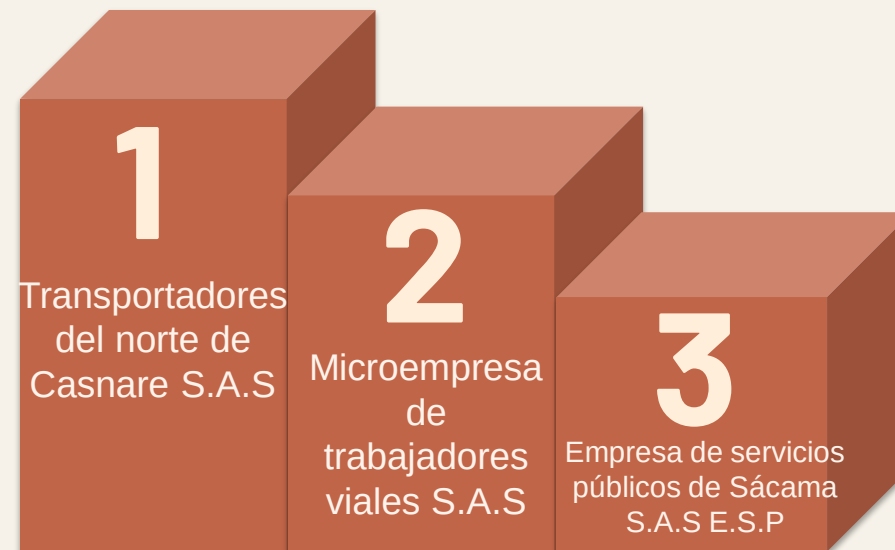 1
Transportadores
del norte de
Casnare S.A.S
2
Microempresa
de
trabajadores
viales S.A.S
3
Empresa de servicios
públicos de Sácama
S.A.S E.S.P